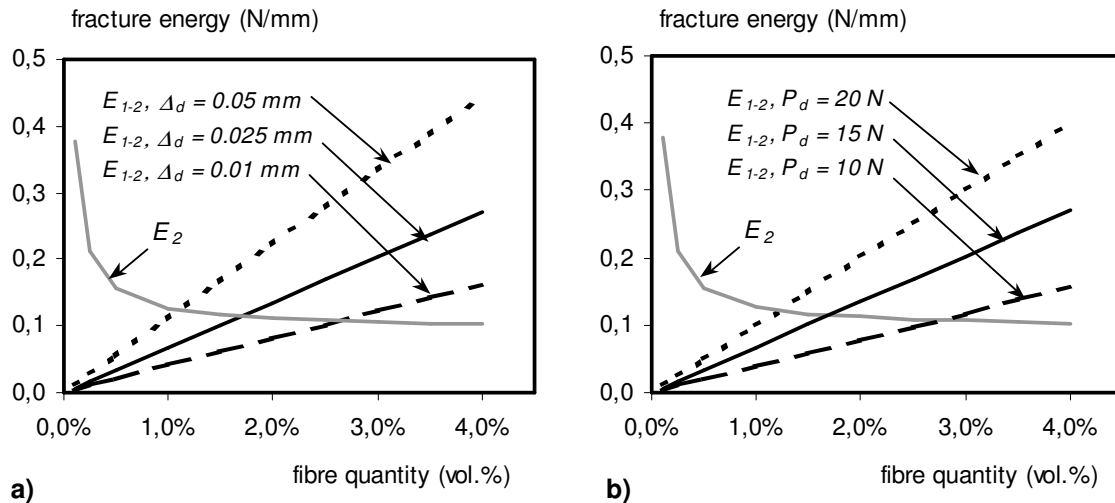 fracture energy (N/mm)
0,5
0,4
0,3
0,2
0,1
0,0
E1-2, Δd = 0.05 mm
E1-2, Δd = 0.025 mm
E1-2, Δd = 0.01 mm
E2
0,0% 1,0% 2,0% 3,0% 4,0%
fibre quantity (vol.%)
a)
fracture energy (N/mm)
0,5
0,4
0,3
0,2
0,1
0,0
E1-2, Pd = 20 N
E1-2, Pd = 15 N
E1-2, Pd = 10 N
E2
0,0% 1,0% 2,0% 3,0% 4,0%
fibre quantity (vol.%)
b)